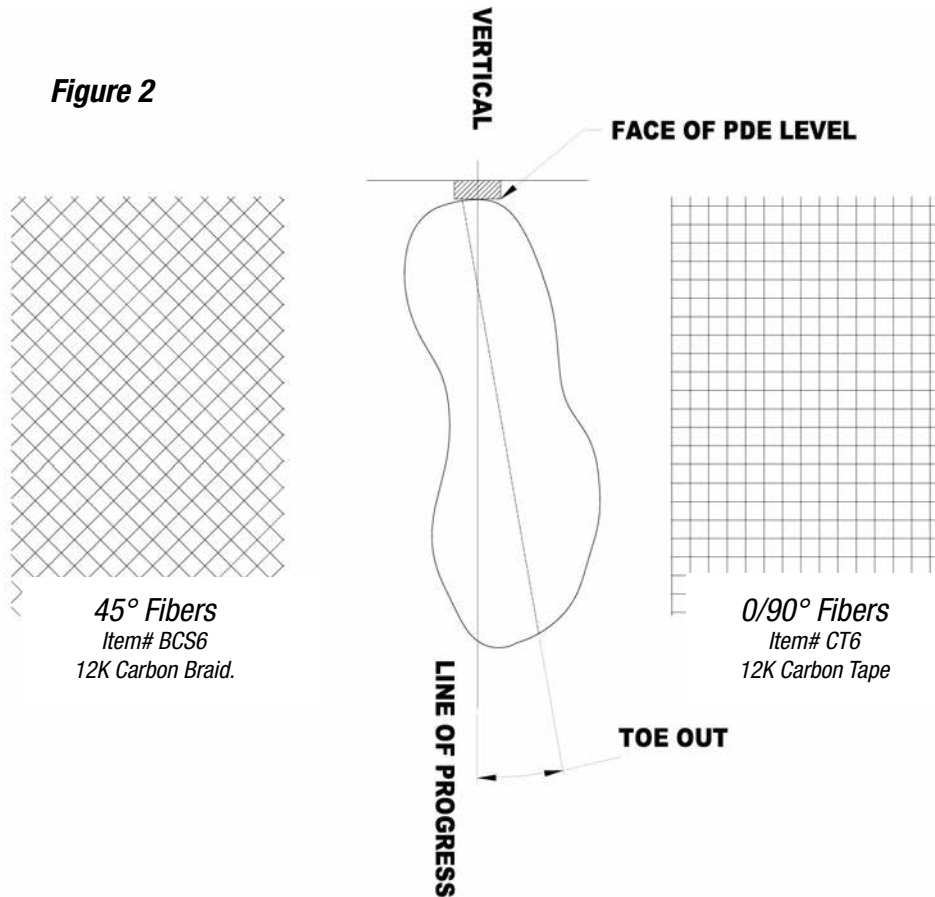 Figure 2
VERTICAL
FACE OF PDE LEVEL
45° Fibers
Item# BCS6
12K Carbon Braid.
0/90° Fibers
Item# CT6
12K Carbon Tape
LINE OF PROGRESS
TOE OUT